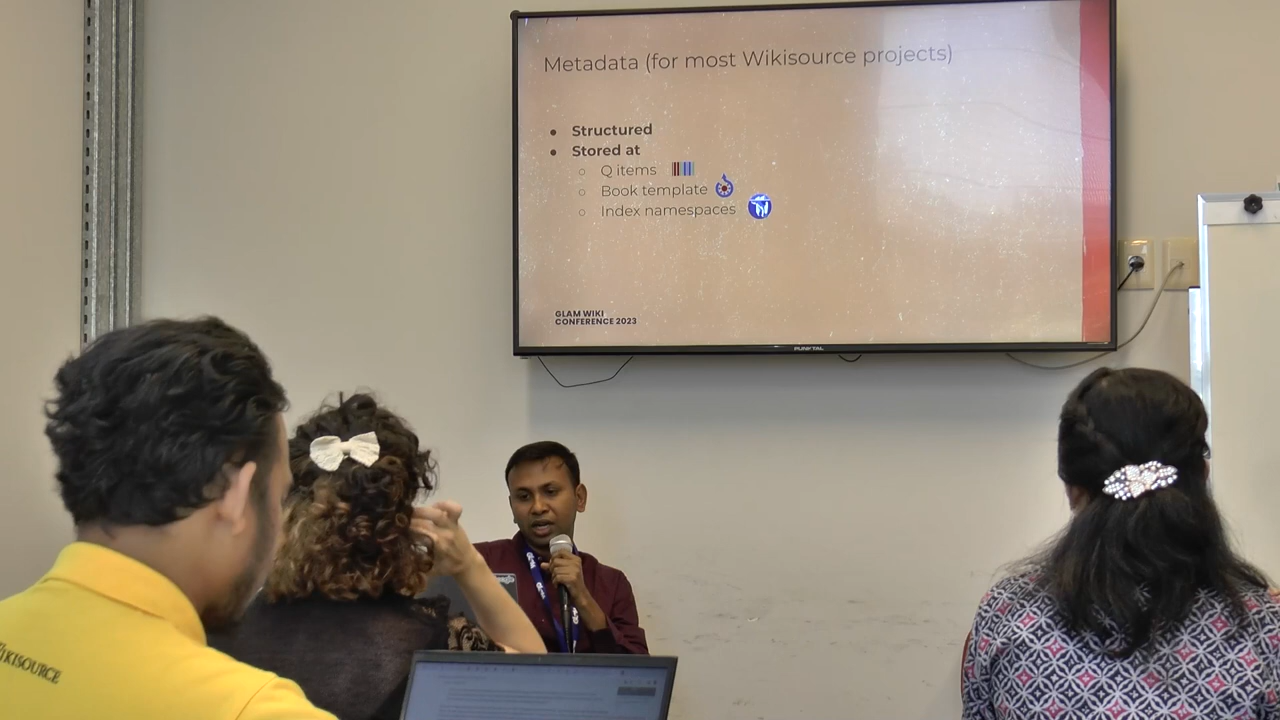 Metadata (for most Wikisource projects)
Structured
Stored at
Q items
Book template
Index namespaces
GLAM WIKI
CONFERENCE 2023
WIKISOURCE